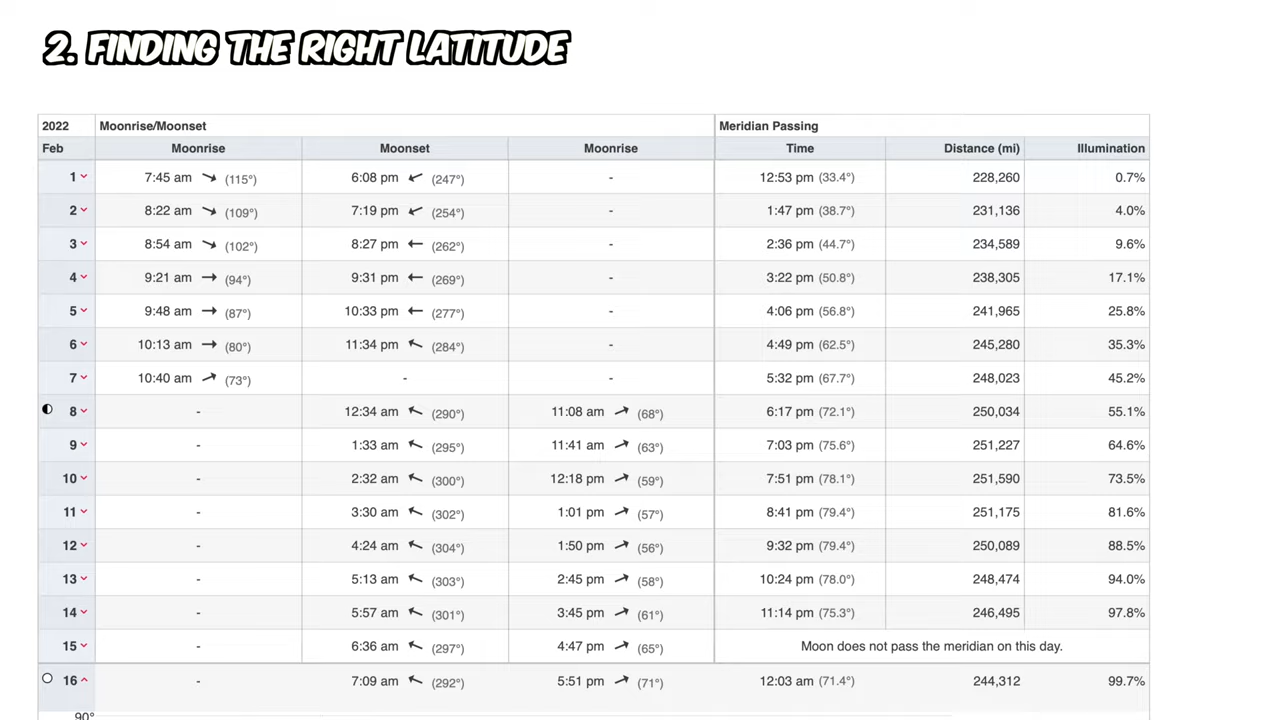 2. FINDING THE RIGHT LATITUDE
2022 Moonrise/Moonset Meridian Passing
Feb Moonrise Moonset Moonrise Time Distance (mi) Illumination
1 7:45 am (115°) 6:08 pm (247°) - 12:53 pm (33.4°) 228,260 0.7%
2 8:22 am (109°) 7:19 pm (254°) - 1:47 pm (38.7°) 231,136 4.0%
3 8:54 am (102°) 8:27 pm (262°) - 2:36 pm (44.7°) 234,589 9.6%
4 9:21 am (94°) 9:31 pm (269°) - 3:22 pm (50.8°) 238,305 17.1%
5 9:48 am (87°) 10:33 pm (277°) - 4:06 pm (56.8°) 241,965 25.8%
6 10:13 am (80°) 11:34 pm (284°) - 4:49 pm (62.5°) 245,280 35.3%
7 10:40 am (73°) - - 5:32 pm (67.7°) 248,023 45.2%
8 - 12:34 am (290°) 11:08 am (68°) 6:17 pm (72.1°) 250,034 55.1%
9 - 1:33 am (295°) 11:41 am (63°) 7:03 pm (75.6°) 251,227 64.6%
10 - 2:32 am (300°) 12:18 pm (59°) 7:51 pm (78.1°) 251,590 73.5%
11 - 3:30 am (302°) 1:01 pm (57°) 8:41 pm (79.4°) 251,175 81.6%
12 - 4:24 am (304°) 1:50 pm (56°) 9:32 pm (79.4°) 250,089 88.5%
13 - 5:13 am (303°) 2:45 pm (58°) 10:24 pm (78.0°) 248,474 94.0%
14 - 5:57 am (301°) 3:45 pm (61°) 11:14 pm (75.3°) 246,495 97.8%
15 - 6:36 am (297°) 4:47 pm (65°) Moon does not pass the meridian on this day.
16 - 7:09 am (292°) 5:51 pm (71°) 12:03 am (71.4°) 244,312 99.7%
90°